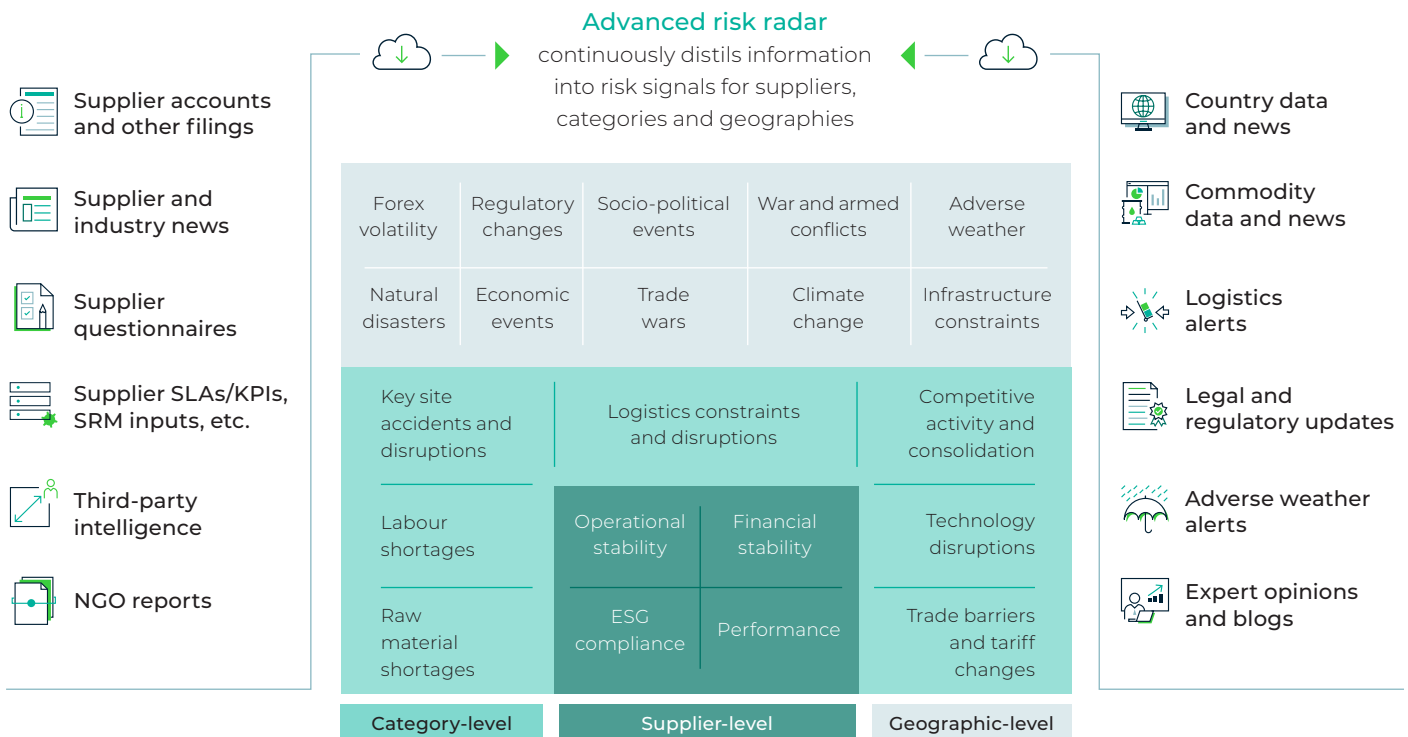 Advanced risk radar
continuously distils information
into risk signals for suppliers,
categories and geographies
Supplier accounts
and other filings
Supplier and
industry news
Supplier
questionnaires
Supplier SLAs/KPIs,
SRM inputs, etc.
Third-party
intelligence
NGO reports
Forex
volatility
Regulatory
changes
Socio-political
events
War and armed
conflicts
Adverse
weather
Natural
disasters
Economic
events
Trade
wars
Climate
change
Infrastructure
constraints
Key site
accidents and
disruptions
Logistics constraints
and disruptions
Competitive
activity and
consolidation
Labour
shortages
Operational
stability
Financial
stability
Technology
disruptions
Raw
material
shortages
ESG
compliance
Performance
Trade barriers
and tariff
changes
Category-level
Supplier-level
Geographic-level
Country data
and news
Commodity
data and news
Logistics
alerts
Legal and
regulatory updates
Adverse weather
alerts
Expert opinions
and blogs